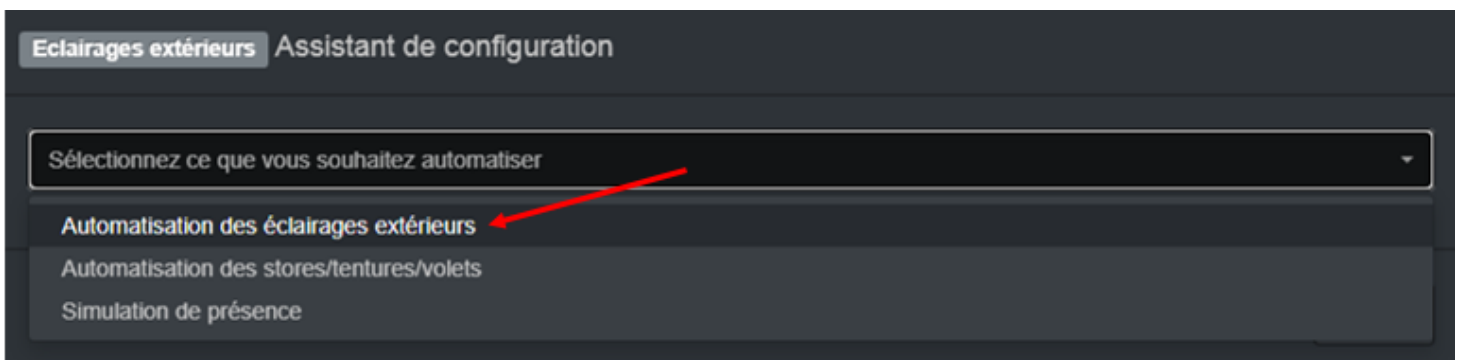 Eclairages extérieurs Assistant de configuration
Sélectionnez ce que vous souhaitez automatiser
Automatisation des éclairages extérieurs
Automatisation des stores/tentures/volets
Simulation de présence